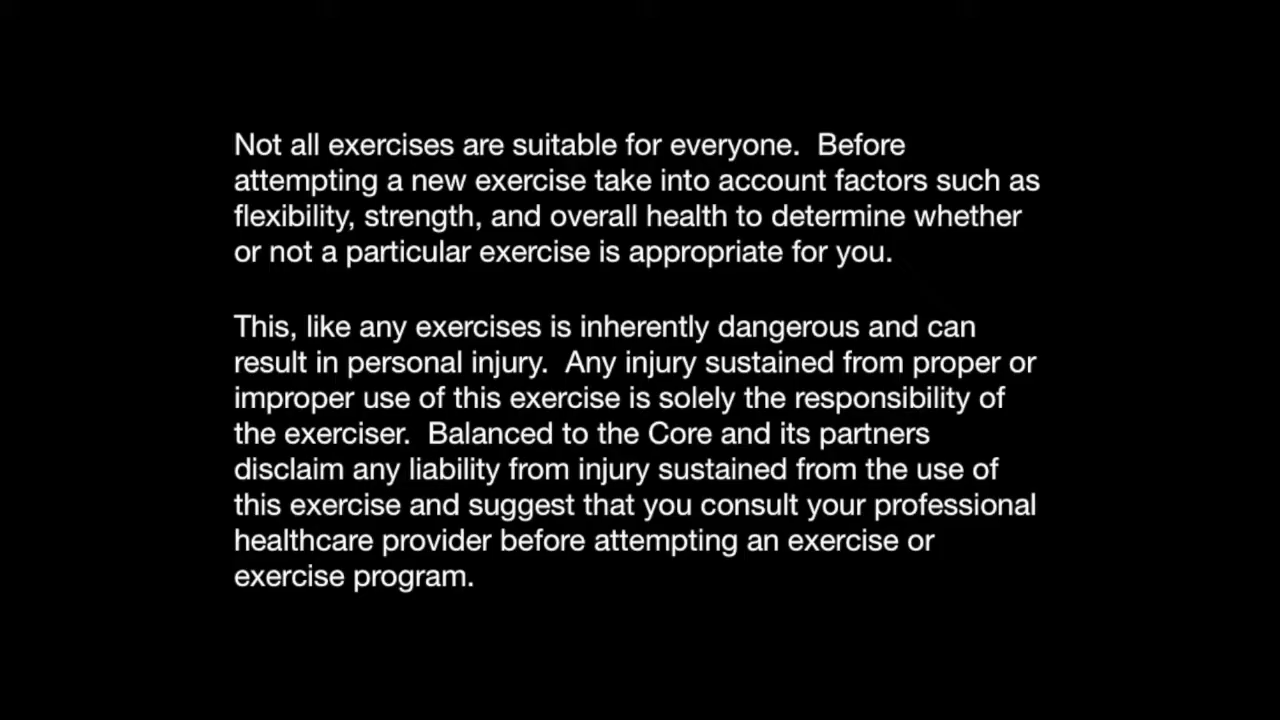 Not all exercises are suitable for everyone.  Before
attempting a new exercise take into account factors such as
flexibility, strength, and overall health to determine whether
or not a particular exercise is appropriate for you.
This, like any exercises is inherently dangerous and can
result in personal injury.  Any injury sustained from proper or
improper use of this exercise is solely the responsibility of
the exerciser.  Balanced to the Core and its partners
disclaim any liability from injury sustained from the use of
this exercise and suggest that you consult your professional
healthcare provider before attempting an exercise or
exercise program.